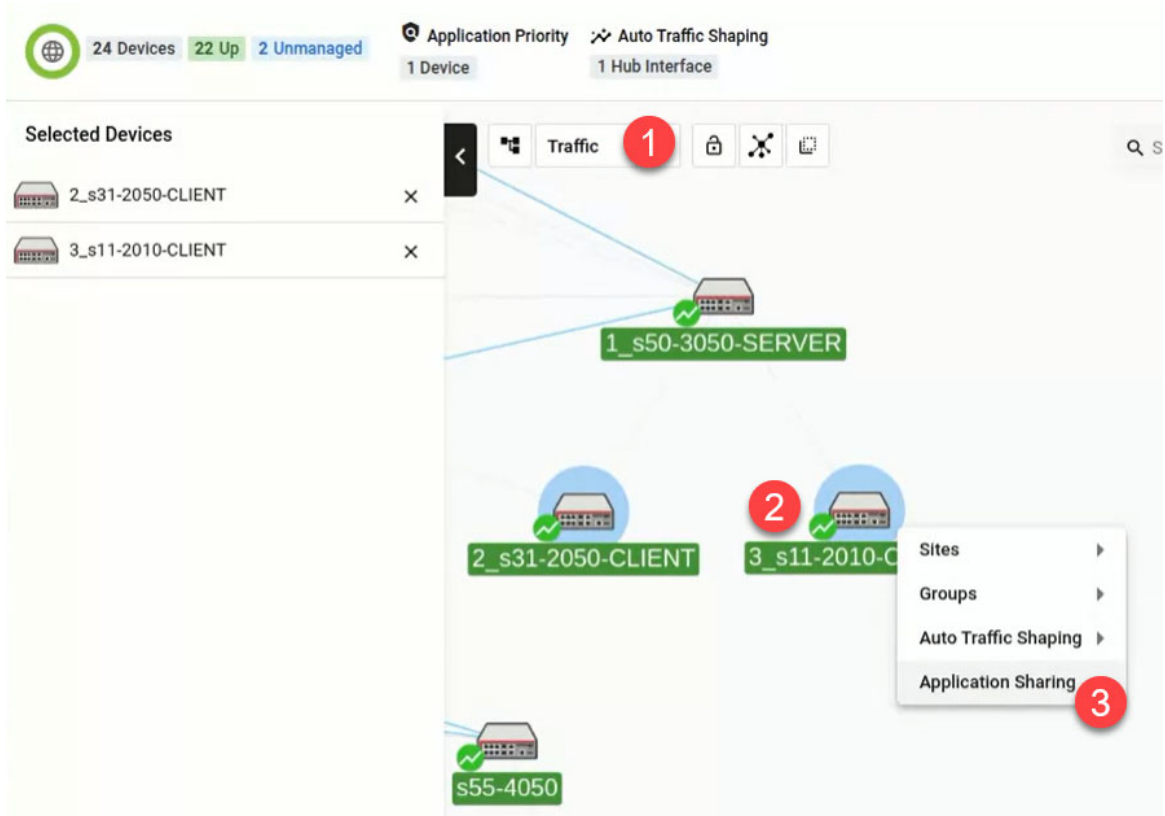 24 Devices 22 Up 2 Unmanaged
Application Priority
1 Device
Auto Traffic Shaping
1 Hub Interface
Selected Devices
2_s31-2050-CLIENT
3_s11-2010-CLIENT
Traffic
1
S
1_s50-3050-SERVER
2_s31-2050-CLIENT
2
3_s11-2010-C
Sites
Groups
Auto Traffic Shaping
Application Sharing
3
s55-4050